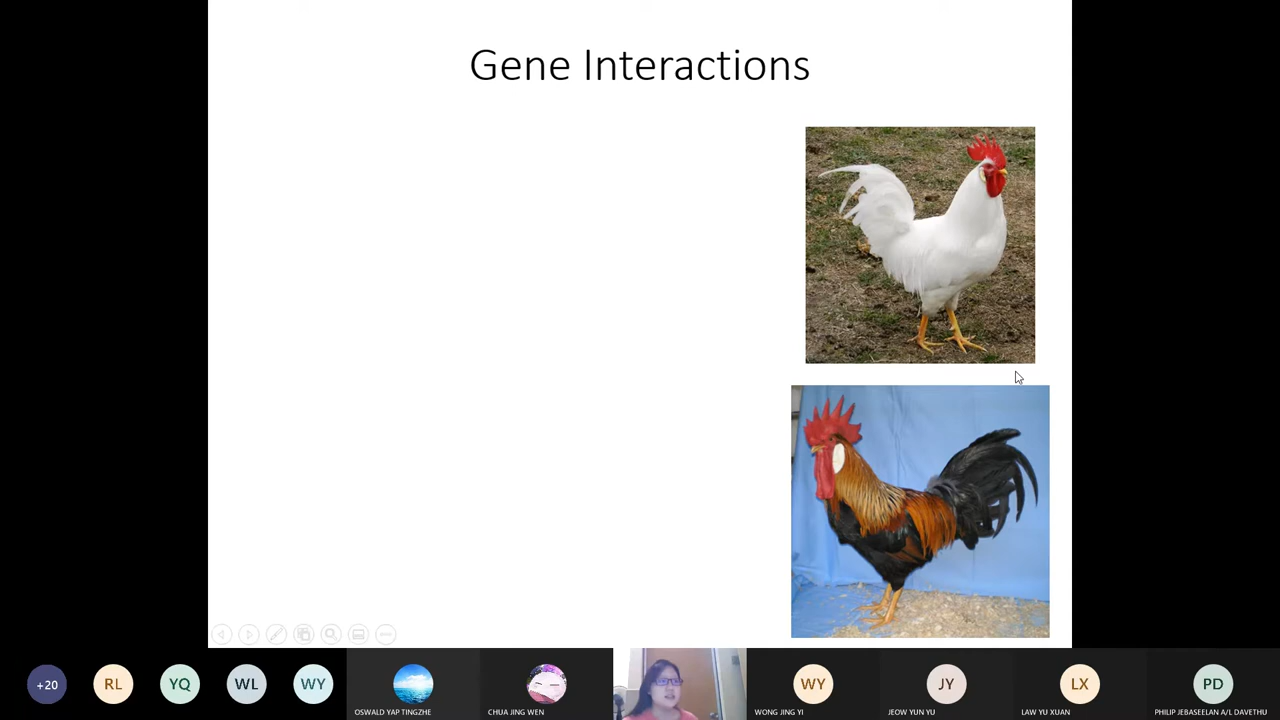 Gene Interactions
+20
RL
YQ
WL
WY
OSWALD YAP TINGZHE
CHUA JING WEN
WY
WONG JING YI
JY
JEOW YUN YU
LX
LAW YU XUAN
PD
PHILIP JEBASEELAN A/L DAVETHU